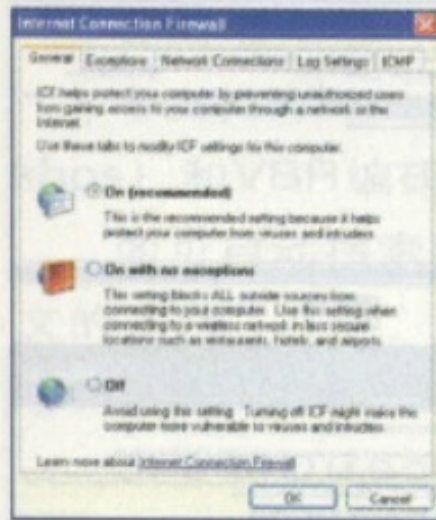 Internet Connection Firewall
General Exceptions Network Connections Log Settings ICMP
ICF helps protect your computer by preventing unauthorized users
from gaining access to your computer through a network or the
Internet.
Use these tabs to modify ICF settings for this computer.
On (recommended)
This is the recommended setting because it helps
protect your computer from viruses and intruders.
On with no exceptions
This setting blocks ALL outside sources from
connecting to your computer. Use this setting when
connecting to a wireless network in less secure
locations such as restaurants, hotels, and airports.
Off
Avoid using this setting. Turning off ICF might make this
computer more vulnerable to viruses and intruders.
Learn more about Internet Connection Firewall
OK Cancel